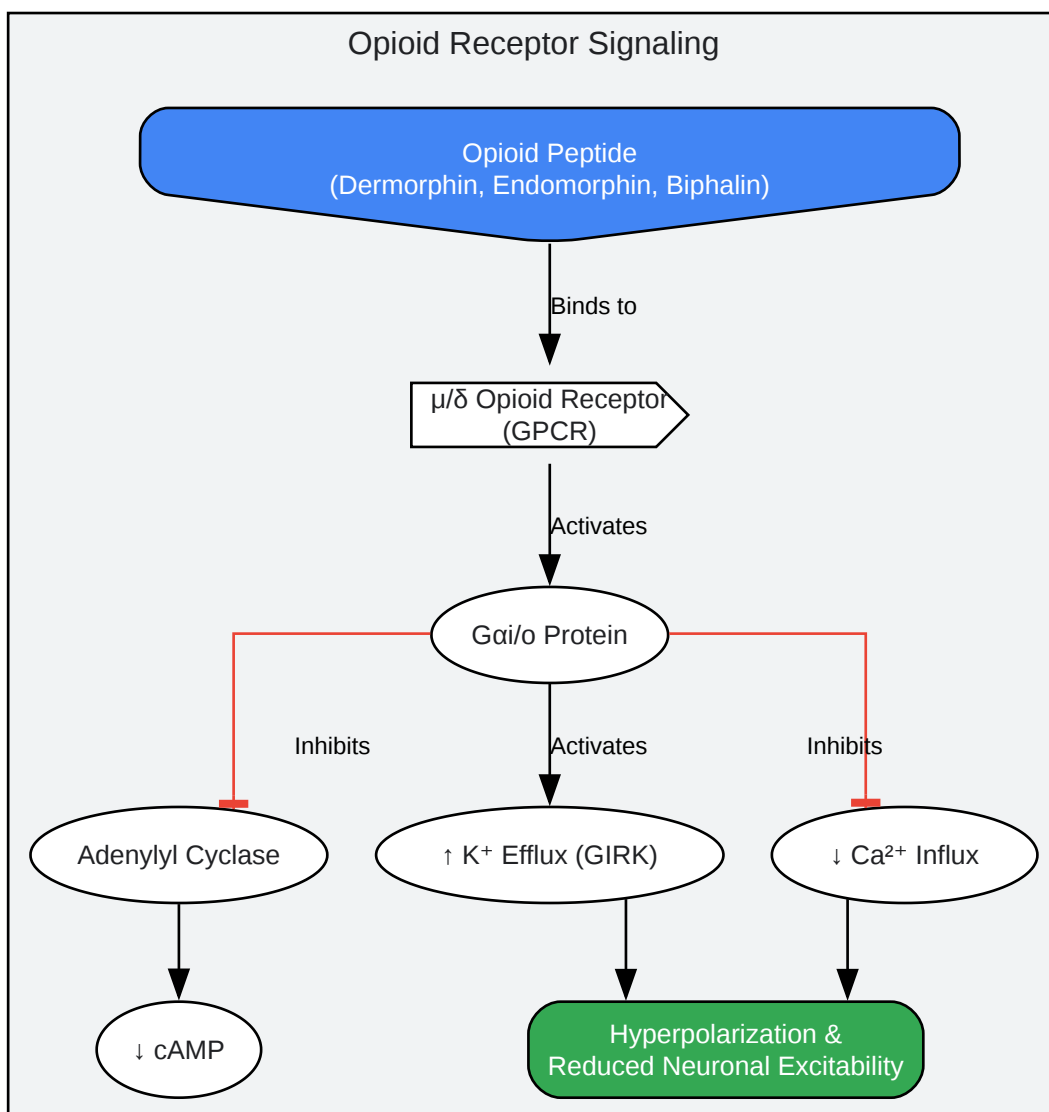 Opioid Receptor Signaling
Opioid Peptide
(Dermorphin, Endomorphin, Biphalin)
Binds to
μ/δ Opioid Receptor
(GPCR)
Activates
Gαi/o Protein
Inhibits
Activates
Inhibits
Adenylyl Cyclase
↑ K⁺ Efflux (GIRK)
↓ Ca²⁺ Influx
↓ cAMP
Hyperpolarization &
Reduced Neuronal Excitability